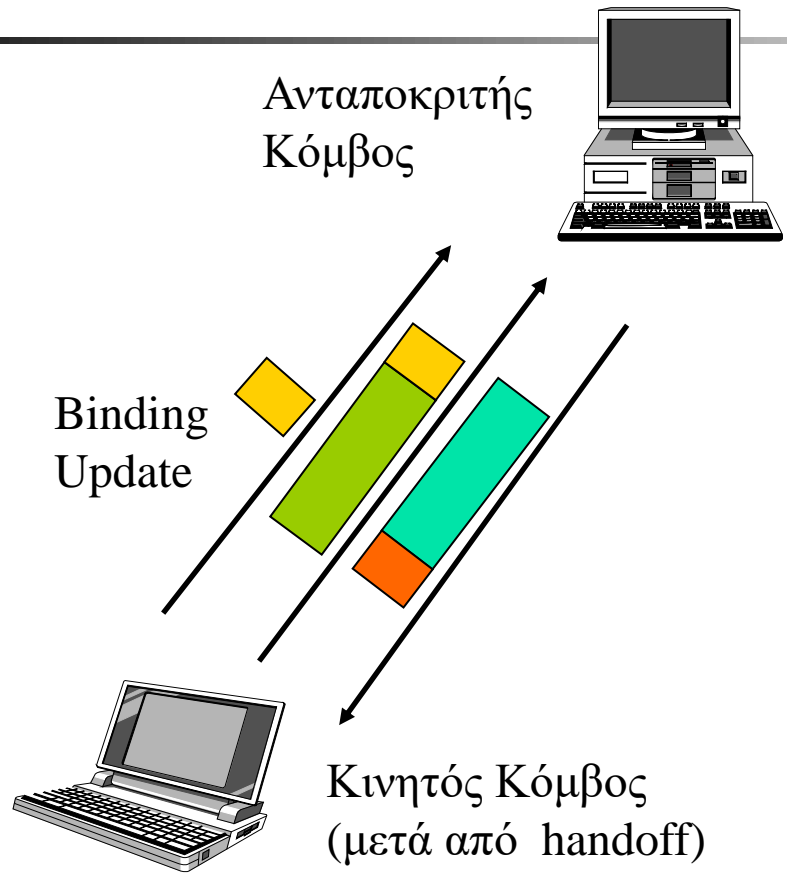 Ανταποκριτής
Κόμβος
Binding
Update
Κινητός Κόμβος
(μετά από handoff)